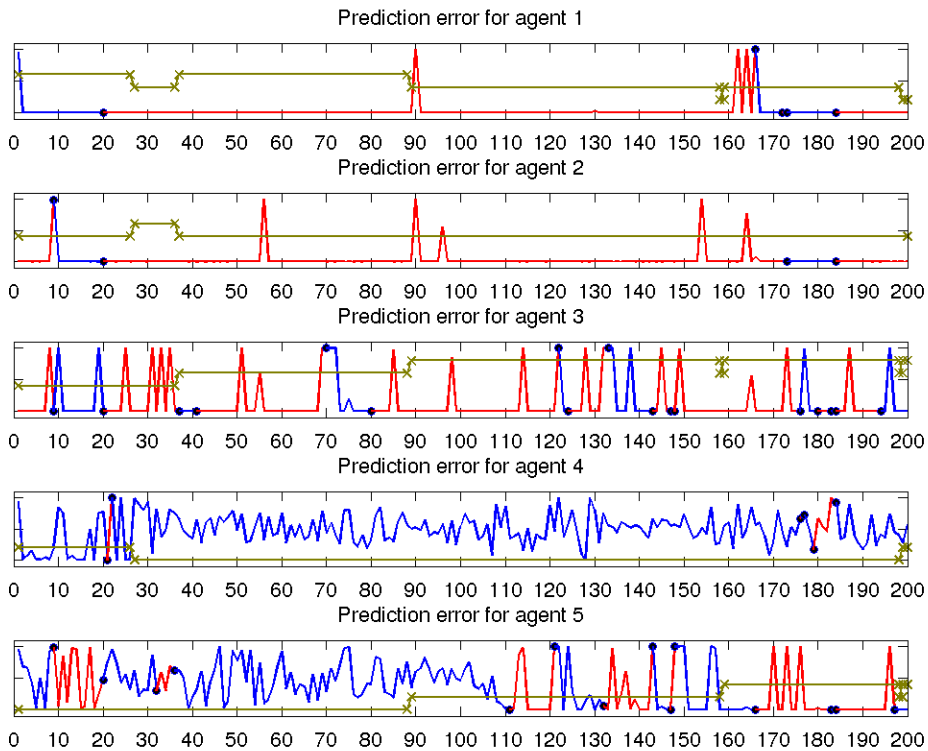 Prediction error for agent 1
0 10 20 30 40 50 60 70 80 90 100 110 120 130 140 150 160 170 180 190 200
Prediction error for agent 2
0 10 20 30 40 50 60 70 80 90 100 110 120 130 140 150 160 170 180 190 200
Prediction error for agent 3
0 10 20 30 40 50 60 70 80 90 100 110 120 130 140 150 160 170 180 190 200
Prediction error for agent 4
0 10 20 30 40 50 60 70 80 90 100 110 120 130 140 150 160 170 180 190 200
Prediction error for agent 5
0 10 20 30 40 50 60 70 80 90 100 110 120 130 140 150 160 170 180 190 200